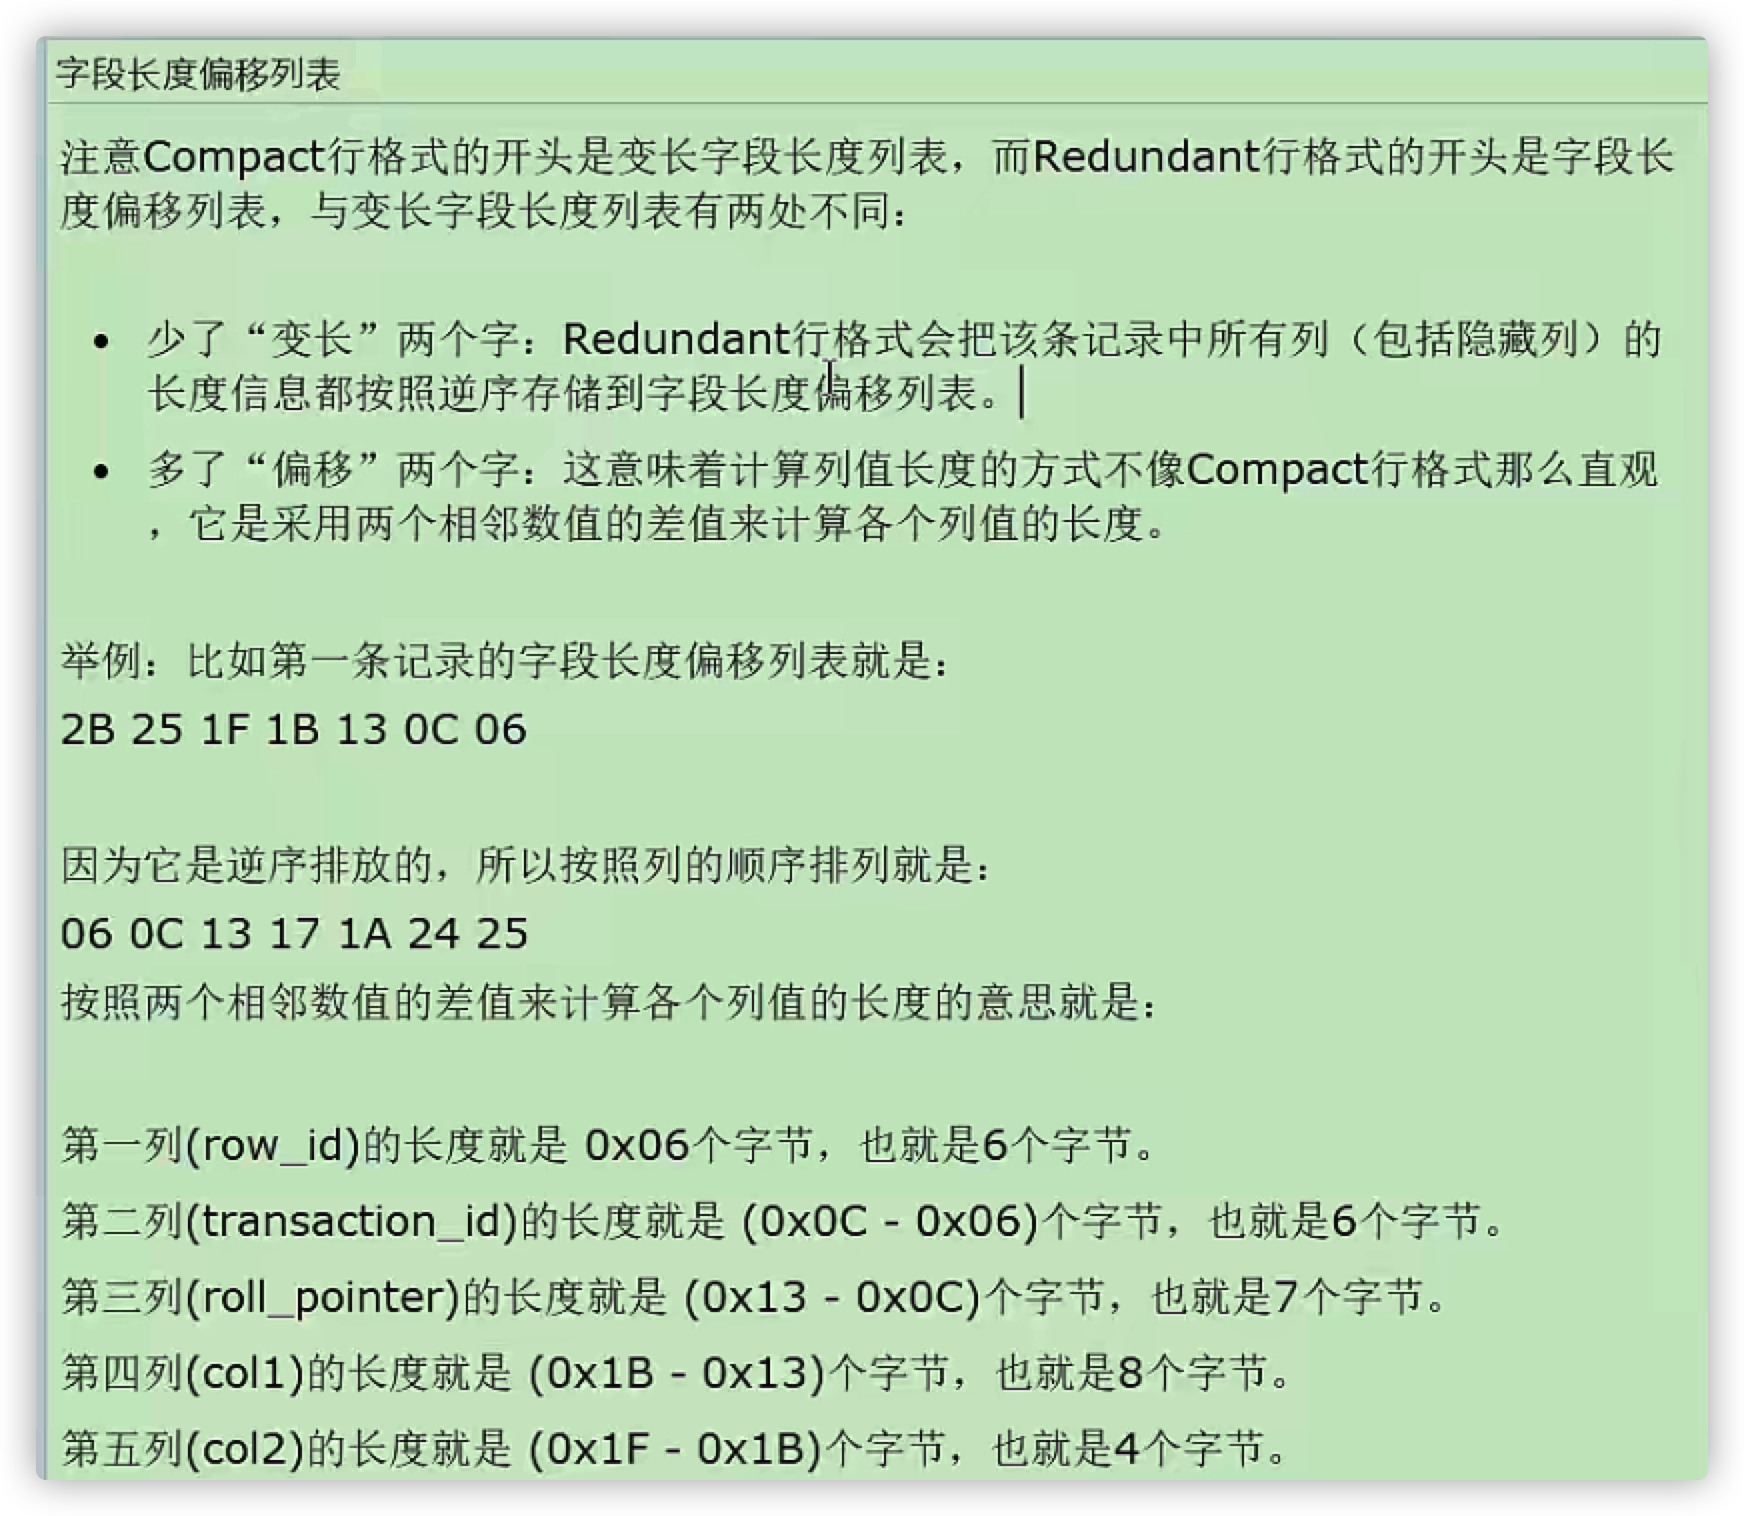 字段长度偏移列表
注意Compact行格式的开头是变长字段长度列表，而Redundant行格式的开头是字段长
度偏移列表，与变长字段长度列表有两处不同：
• 少了“变长”两个字：Redundant行格式会把该条记录中所有列（包括隐藏列）的
长度信息都按照逆序存储到字段长度偏移列表。
• 多了“偏移”两个字：这意味着计算列值长度的方式不像Compact行格式那么直观
，它是采用两个相邻数值的差值来计算各个列值的长度。
举例：比如第一条记录的字段长度偏移列表就是：
2B 25 1F 1B 13 0C 06
因为它是逆序排放的，所以按照列的顺序排列就是：
06 0C 13 17 1A 24 25
按照两个相邻数值的差值来计算各个列值的长度的意思就是：
第一列(row_id)的长度就是 0x06个字节，也就是6个字节。
第二列(transaction_id)的长度就是 (0x0C - 0x06)个字节，也就是6个字节。
第三列(roll_pointer)的长度就是 (0x13 - 0x0C)个字节，也就是7个字节。
第四列(col1)的长度就是 (0x1B - 0x13)个字节，也就是8个字节。
第五列(col2)的长度就是 (0x1F - 0x1B)个字节，也就是4个字节。